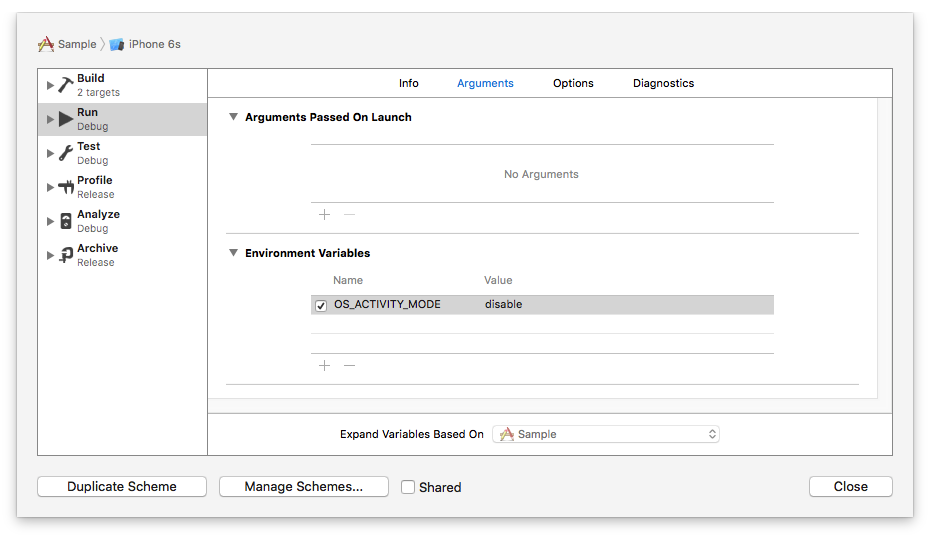 Sample iPhone 6s
Build
2 targets
Run
Debug
Test
Debug
Profile
Release
Analyze
Debug
Archive
Release
Info Arguments Options Diagnostics
Arguments Passed On Launch
No Arguments
Environment Variables
Name Value
OS_ACTIVITY_MODE disable
Expand Variables Based On Sample
Duplicate Scheme Manage Schemes... Shared Close